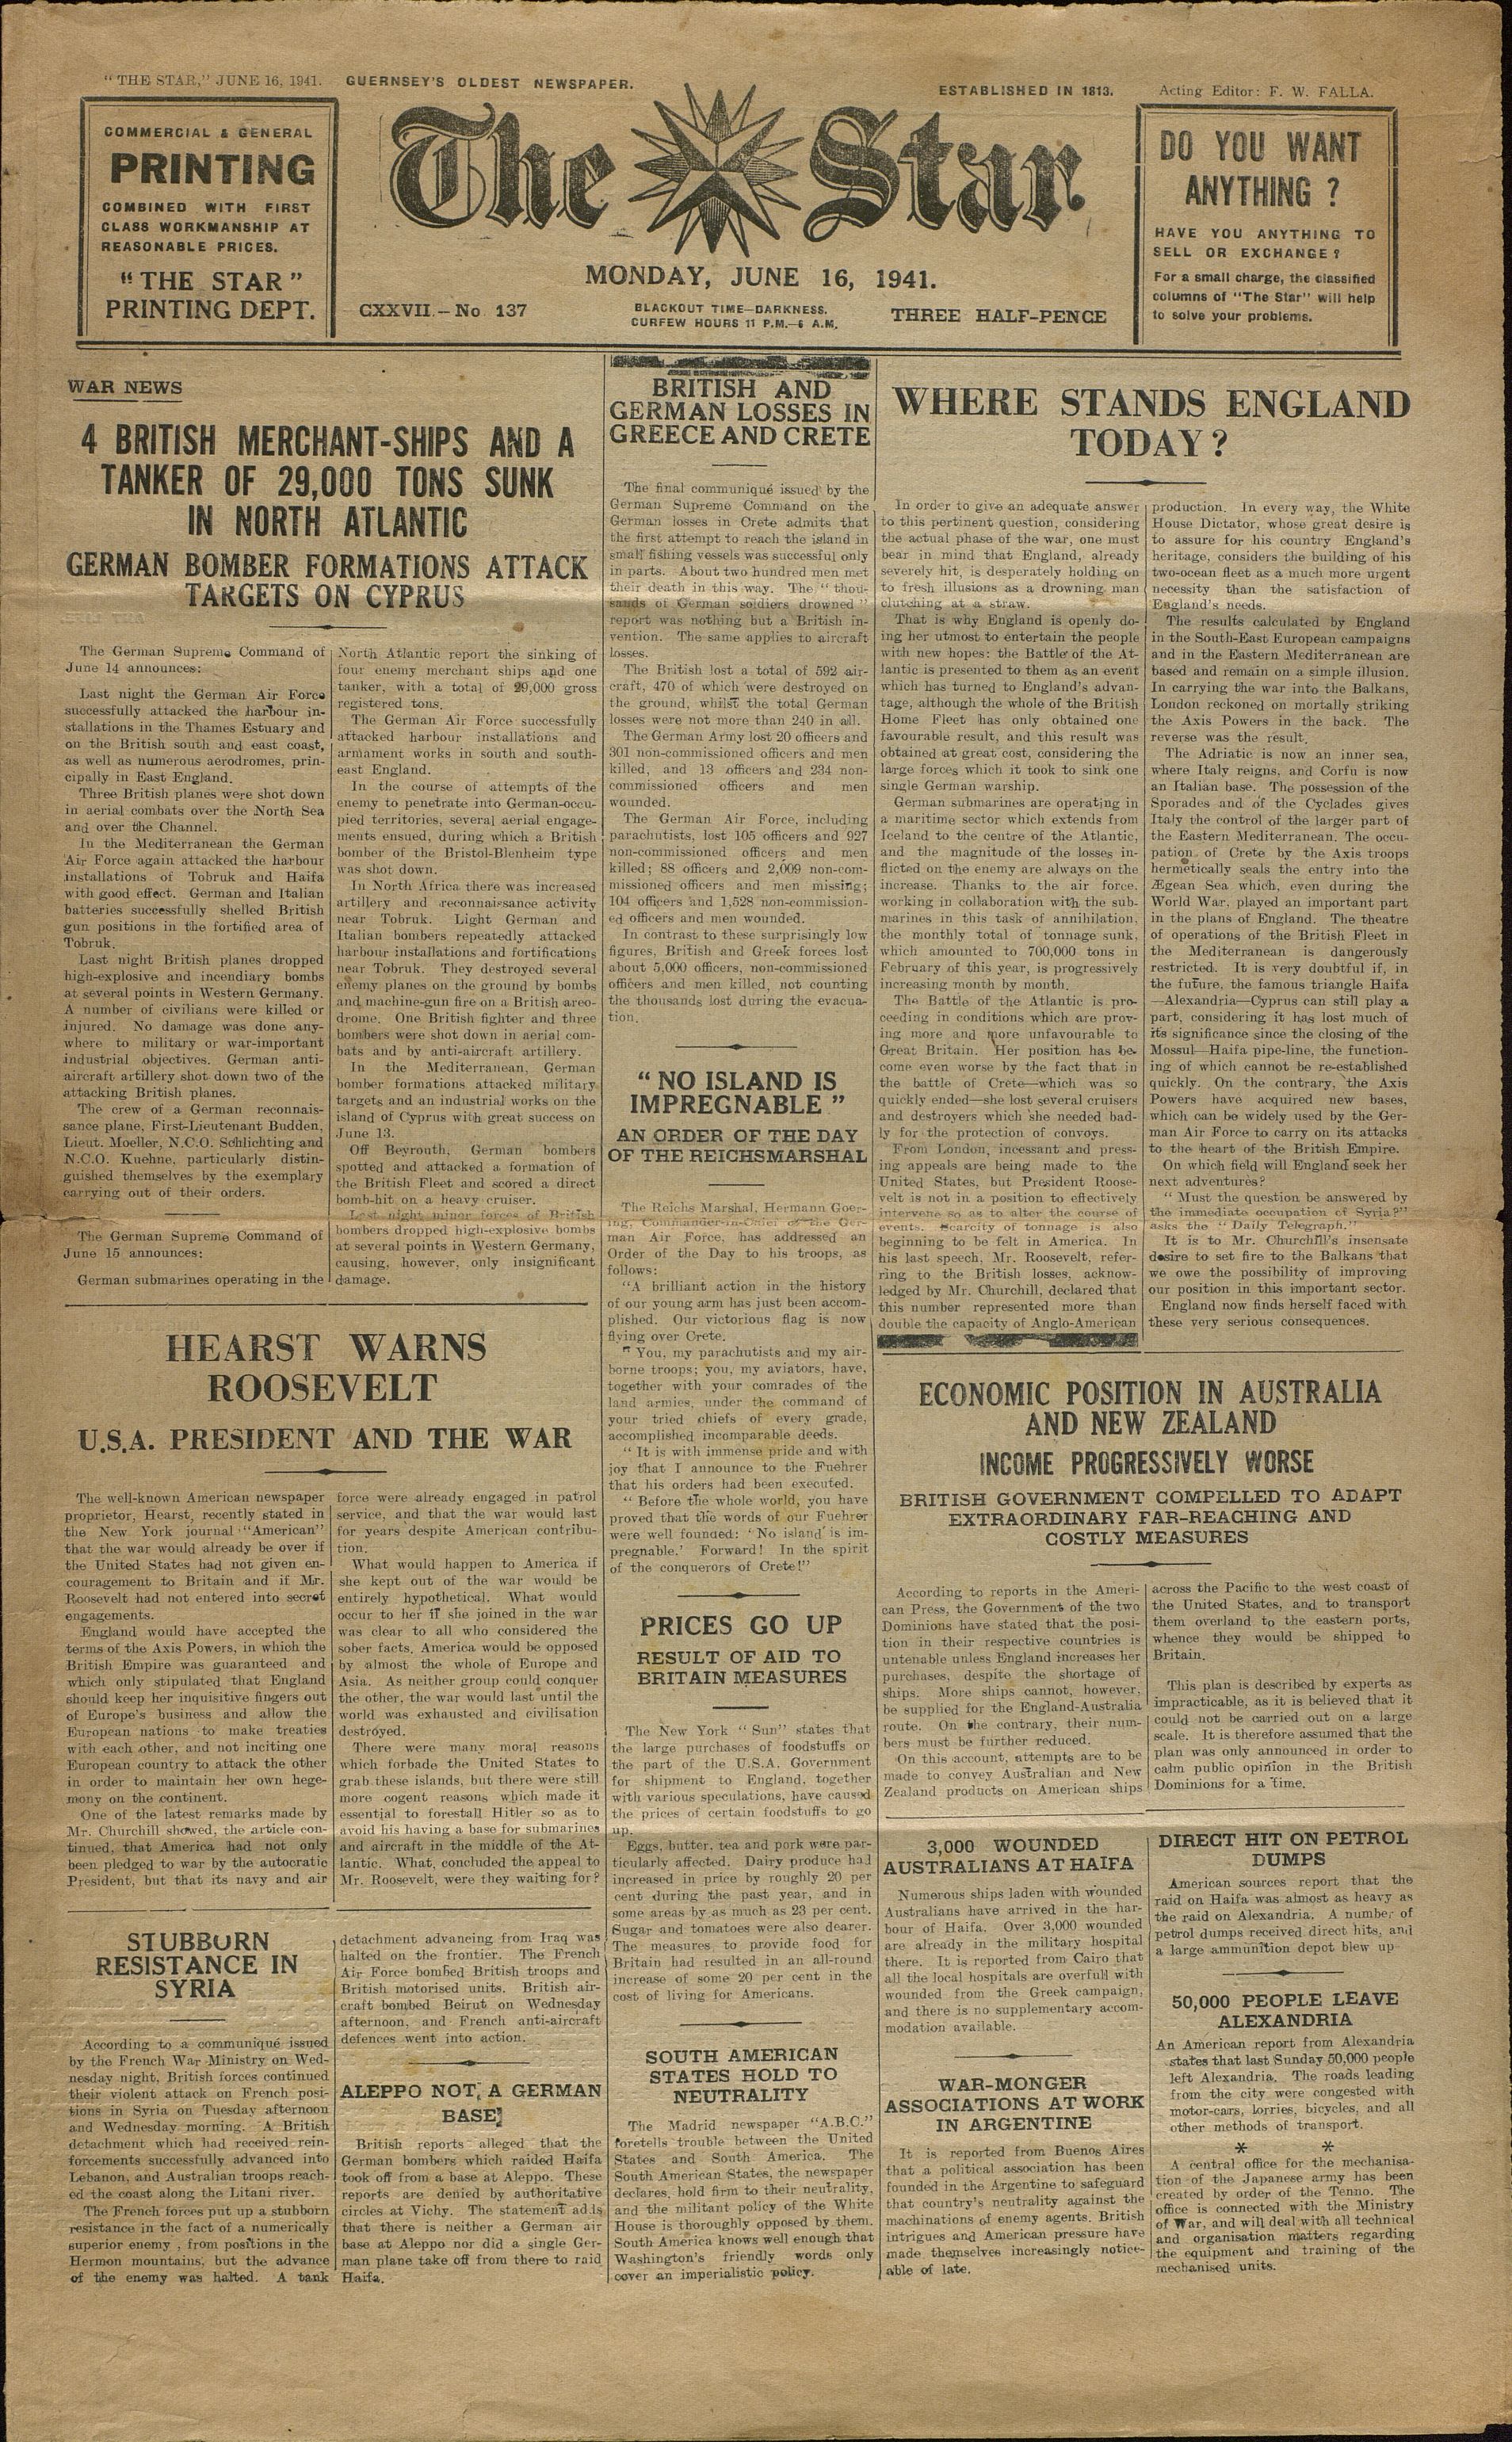 "THE STAR," JUNE 16, 1941.
GUERNSEY'S OLDEST NEWSPAPER.
ESTABLISHED IN 1813.
Acting Editor: F. W. FALLA.
COMMERCIAL & GENERAL
PRINTING
COMBINED WITH FIRST
CLASS WORKMANSHIP AT
REASONABLE PRICES.
"THE STAR"
PRINTING DEPT.
The Star
MONDAY, JUNE 16, 1941.
CXXVII.—No 137
BLACKOUT TIME—DARKNESS.
CURFEW HOURS 11 P.M.—6 A.M.
THREE HALF-PENCE
DO YOU WANT
ANYTHING ?
HAVE YOU ANYTHING TO
SELL OR EXCHANGE?
For a small charge, the classified
columns of "The Star" will help
to solve your problems.
WAR NEWS
4 BRITISH MERCHANT-SHIPS AND A
TANKER OF 29,000 TONS SUNK
IN NORTH ATLANTIC
GERMAN BOMBER FORMATIONS ATTACK
TARGETS ON CYPRUS
The German Supreme Command of
June 14 announces:
Last night the German Air Force
successfully attacked the harbour in-
stallations in the Thames Estuary and
on the British south and east coast,
as well as numerous aerodromes, prin-
cipally in East England.
Three British planes were shot down
in aerial combats over the North Sea
and over the Channel.
In the Mediterranean the German
Air Force again attacked the harbour
installations of Tobruk and Haifa
with good effect. German and Italian
batteries successfully shelled British
gun positions in the fortified area of
Tobruk.
Last night British planes dropped
high-explosive and incendiary bombs
at several points in Western Germany.
A number of civilians were killed or
injured. No damage was done any-
where to military or war-important
industrial objectives. German anti-
aircraft artillery shot down two of the
attacking British planes.
The crew of a German reconnais-
sance plane, First-Lieutenant Budden,
Lieut. Moeller, N.C.O. Schlichting and
N.C.O. Kuehne, particularly distin-
guished themselves by the exemplary
carrying out of their orders.
The German Supreme Command of
June 15 announces:
German submarines operating in the
North Atlantic report the sinking of
four enemy merchant ships and one
tanker, with a total of 29,000 gross
registered tons.
The German Air Force successfully
attacked harbour installations and
armament works in south and south-
east England.
In the course of attempts of the
enemy to penetrate into German-occu-
pied territories, several aerial engage-
ments ensued, during which a British
bomber of the Bristol-Blenheim type
was shot down.
In North Africa there was increased
artillery and reconnaissance activity
near Tobruk. Light German and
Italian bombers repeatedly attacked
harbour installations and fortifications
near Tobruk. They destroyed several
enemy planes on the ground by bombs
and machine-gun fire on a British areo-
drome. One British fighter and three
bombers were shot down in aerial com-
bats and by anti-aircraft artillery.
In the Mediterranean, German
bomber formations attacked military
targets and an industrial works on the
island of Cyprus with great success on
June 13.
Off Beyrouth, German bombers
spotted and attacked a formation of
the British Fleet and scored a direct
bomb-hit on a heavy cruiser.
Last night minor forces of British
bombers dropped high-explosive bombs
at several points in Western Germany,
causing, however, only insignificant
damage.
HEARST WARNS
ROOSEVELT
U.S.A. PRESIDENT AND THE WAR
The well-known American newspaper
proprietor, Hearst, recently stated in
the New York journal "American"
that the war would already be over if
the United States had not given en-
couragement to Britain and if Mr.
Roosevelt had not entered into secret
engagements.
England would have accepted the
terms of the Axis Powers, in which the
British Empire was guaranteed and
which only stipulated that England
should keep her inquisitive fingers out
of Europe's business and allow the
European nations to make treaties
with each other, and not inciting one
European country to attack the other
in order to maintain her own hege-
mony on the continent.
One of the latest remarks made by
Mr. Churchill showed, the article con-
tinued, that America had not only
been pledged to war by the autocratic
President, but that its navy and air
force were already engaged in patrol
service, and that the war would last
for years despite American contribu-
tion.
What would happen to America if
she kept out of the war would be
entirely hypothetical. What would
occur to her if she joined in the war
was clear to all who considered the
sober facts. America would be opposed
by almost the whole of Europe and
Asia. As neither group could conquer
the other, the war would last until the
world was exhausted and civilisation
destroyed.
There were many moral reasons
which forbade the United States to
grab these islands, but there were still
more cogent reasons which made it
essential to forestall Hitler so as to
avoid his having a base for submarines
and aircraft in the middle of the At-
lantic. What, concluded the appeal to
Mr. Roosevelt, were they waiting for?
STUBBORN
RESISTANCE IN
SYRIA
According to a communiqué issued
by the French War Ministry on Wed-
nesday night, British forces continued
their violent attack on French posi-
tions in Syria on Tuesday afternoon
and Wednesday morning. A British
detachment which had received rein-
forcements successfully advanced into
Lebanon, and Australian troops reach-
ed the coast along the Litani river.
The French forces put up a stubborn
resistance in the fact of a numerically
superior enemy , from positions in the
Hermon mountains, but the advance
of the enemy was halted. A tank
detachment advancing from Iraq was
halted on the frontier. The French
Air Force bombed British troops and
British motorised units. British air-
craft bombed Beirut on Wednesday
afternoon, and French anti-aircraft
defences went into action.
ALEPPO NOT A GERMAN
BASE
British reports alleged that the
German bombers which raided Haifa
took off from a base at Aleppo. These
reports are denied by authoritative
circles at Vichy. The statement adds
that there is neither a German air
base at Aleppo nor did a single Ger-
man plane take off from there to raid
Haifa.
BRITISH AND
GERMAN LOSSES IN
GREECE AND CRETE
The final communiqué issued by the
German Supreme Command on the
German losses in Crete admits that
the first attempt to reach the island in
small fishing vessels was successful only
in parts. About two hundred men met
their death in this way. The "thou-
sands of German soldiers drowned"
report was nothing but a British in-
vention. The same applies to aircraft
losses.
The British lost a total of 592 air-
craft, 470 of which were destroyed on
the ground, whilst the total German
losses were not more than 240 in all.
The German Army lost 20 officers and
301 non-commissioned officers and men
killed, and 13 officers and 234 non-
commissioned officers and men
wounded.
The German Air Force, including
parachutists, lost 105 officers and 927
non-commissioned officers and men
killed; 88 officers and 2,009 non-com-
missioned officers and men missing;
104 officers and 1,528 non-commission-
ed officers and men wounded.
In contrast to these surprisingly low
figures, British and Greek forces lost
about 5,000 officers, non-commissioned
officers and men killed, not counting
the thousands lost during the evacua-
tion.
"NO ISLAND IS
IMPREGNABLE"
AN ORDER OF THE DAY
OF THE REICHSMARSHAL
The Reichs Marshal, Hermann Goer-
ing, Commander-in-Chief of the Ger-
man Air Force, has addressed an
Order of the Day to his troops, as
follows:
"A brilliant action in the history
of our young arm has just been accom-
plished. Our victorious flag is now
flying over Crete.
"You, my parachutists and my air-
borne troops; you, my aviators, have,
together with your comrades of the
land armies, under the command of
your tried chiefs of every grade,
accomplished incomparable deeds.
"It is with immense pride and with
joy that I announce to the Fuehrer
that his orders had been executed.
"Before the whole world, you have
proved that the words of our Fuehrer
were well founded: 'No island is im-
pregnable.' Forward! In the spirit
of the conquerors of Crete!"
PRICES GO UP
RESULT OF AID TO
BRITAIN MEASURES
The New York "Sun" states that
the large purchases of foodstuffs on
the part of the U.S.A. Government
for shipment to England, together
with various speculations, have caused
the prices of certain foodstuffs to go
up.
Eggs, butter, tea and pork were par-
ticularly affected. Dairy produce had
increased in price by roughly 20 per
cent during the past year, and in
some areas by as much as 23 per cent.
Sugar and tomatoes were also dearer.
The measures to provide food for
Britain had resulted in an all-round
increase of some 20 per cent in the
cost of living for Americans.
SOUTH AMERICAN
STATES HOLD TO
NEUTRALITY
The Madrid newspaper "A.B.C."
foretells trouble between the United
States and South America. The
South American States, the newspaper
declares, hold firm to their neutrality,
and the militant policy of the White
House is thoroughly opposed by them.
South America knows well enough that
Washington's friendly words only
cover an imperialistic policy.
WHERE STANDS ENGLAND
TODAY?
In order to give an adequate answer
to this pertinent question, considering
the actual phase of the war, one must
bear in mind that England, already
severely hit, is desperately holding on
to fresh illusions as a drowning man
clutching at a straw.
That is why England is openly do-
ing her utmost to entertain the people
with new hopes: the Battle of the At-
lantic is presented to them as an event
which has turned to England's advan-
tage, although the whole of the British
Home Fleet has only obtained one
favourable result, and this result was
obtained at great cost, considering the
large forces which it took to sink one
single German warship.
German submarines are operating in
a maritime sector which extends from
Iceland to the centre of the Atlantic,
and the magnitude of the losses in-
flicted on the enemy are always on the
increase. Thanks to the air force,
working in collaboration with the sub-
marines in this task of annihilation,
the monthly total of tonnage sunk,
which amounted to 700,000 tons in
February of this year, is progressively
increasing month by month.
The Battle of the Atlantic is pro-
ceeding in conditions which are prov-
ing more and more unfavourable to
Great Britain. Her position has be-
come even worse by the fact that in
the battle of Crete—which was so
quickly ended—she lost several cruisers
and destroyers which she needed bad-
ly for the protection of convoys.
From London, incessant and press-
ing appeals are being made to the
United States, but President Roose-
velt is not in a position to effectively
intervene so as to alter the course of
events. Scarcity of tonnage is also
beginning to be felt in America. In
his last speech, Mr. Roosevelt, refer-
ring to the British losses, acknow-
ledged by Mr. Churchill, declared that
this number represented more than
double the capacity of Anglo-American
production. In every way, the White
House Dictator, whose great desire is
to assure for his country England's
heritage, considers the building of his
two-ocean fleet as a much more urgent
necessity than the satisfaction of
England's needs.
The results calculated by England
in the South-East European campaigns
and in the Eastern Mediterranean are
based and remain on a simple illusion.
In carrying the war into the Balkans,
London reckoned on mortally striking
the Axis Powers in the back. The
reverse was the result.
The Adriatic is now an inner sea,
where Italy reigns, and Corfu is now
an Italian base. The possession of the
Sporades and of the Cyclades gives
Italy the control of the larger part of
the Eastern Mediterranean. The occu-
pation of Crete by the Axis troops
hermetically seals the entry into the
Ægean Sea which, even during the
World War, played an important part
in the plans of England. The theatre
of operations of the British Fleet in
the Mediterranean is dangerously
restricted. It is very doubtful if, in
the future, the famous triangle Haifa
—Alexandria—Cyprus can still play a
part, considering it has lost much of
its significance since the closing of the
Mossul—Haifa pipe-line, the function-
ing of which cannot be re-established
quickly. On the contrary, the Axis
Powers have acquired new bases,
which can be widely used by the Ger-
man Air Force to carry on its attacks
to the heart of the British Empire.
On which field will England seek her
next adventures?
"Must the question be answered by
the immediate occupation of Syria?"
asks the "Daily Telegraph."
It is to Mr. Churchill's insensate
desire to set fire to the Balkans that
we owe the possibility of improving
our position in this important sector.
England now finds herself faced with
these very serious consequences.
ECONOMIC POSITION IN AUSTRALIA
AND NEW ZEALAND
INCOME PROGRESSIVELY WORSE
BRITISH GOVERNMENT COMPELLED TO ADAPT
EXTRAORDINARY FAR-REACHING AND
COSTLY MEASURES
According to reports in the Ameri-
can Press, the Government of the two
Dominions have stated that the posi-
tion in their respective countries is
untenable unless England increases her
purchases, despite the shortage of
ships. More ships cannot, however,
be supplied for the England-Australia
route. On the contrary, their num-
bers must be further reduced.
On this account, attempts are to be
made to convey Australian and New
Zealand products on American ships
across the Pacific to the west coast of
the United States, and to transport
them overland to the eastern ports,
whence they would be shipped to
Britain.
This plan is described by experts as
impracticable, as it is believed that it
could not be carried out on a large
scale. It is therefore assumed that the
plan was only announced in order to
calm public opinion in the British
Dominions for a time.
3,000 WOUNDED
AUSTRALIANS AT HAIFA
Numerous ships laden with wounded
Australians have arrived in the har-
bour of Haifa. Over 3,000 wounded
are already in the military hospital
there. It is reported from Cairo that
all the local hospitals are overfull with
wounded from the Greek campaign,
and there is no supplementary accom-
modation available.
WAR-MONGER
ASSOCIATIONS AT WORK
IN ARGENTINE
It is reported from Buenos Aires
that a political association has been
founded in the Argentine to safeguard
that country's neutrality against the
machinations of enemy agents. British
intrigues and American pressure have
made themselves increasingly notice-
able of late.
DIRECT HIT ON PETROL
DUMPS
American sources report that the
raid on Haifa was almost as heavy as
the raid on Alexandria. A number of
petrol dumps received direct hits, and
a large ammunition depot blew up
50,000 PEOPLE LEAVE
ALEXANDRIA
An American report from Alexandria
states that last Sunday 50,000 people
left Alexandria. The roads leading
from the city were congested with
motor-cars, lorries, bicycles, and all
other methods of transport.
* *
A central office for the mechanisa-
tion of the Japanese army has been
created by order of the Tenno. The
office is connected with the Ministry
of War, and will deal with all technical
and organisation matters regarding
the equipment and training of the
mechanised units.